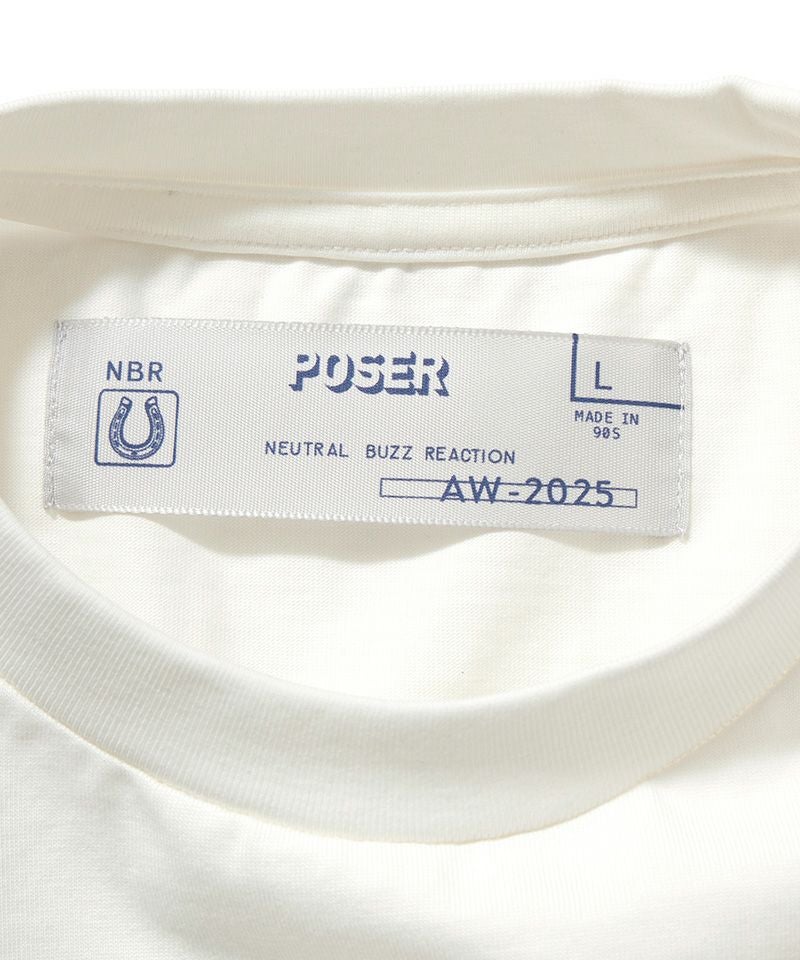 NBR
POSER
L
MADE IN
90S
NEUTRAL BUZZ REACTION
AW-2025